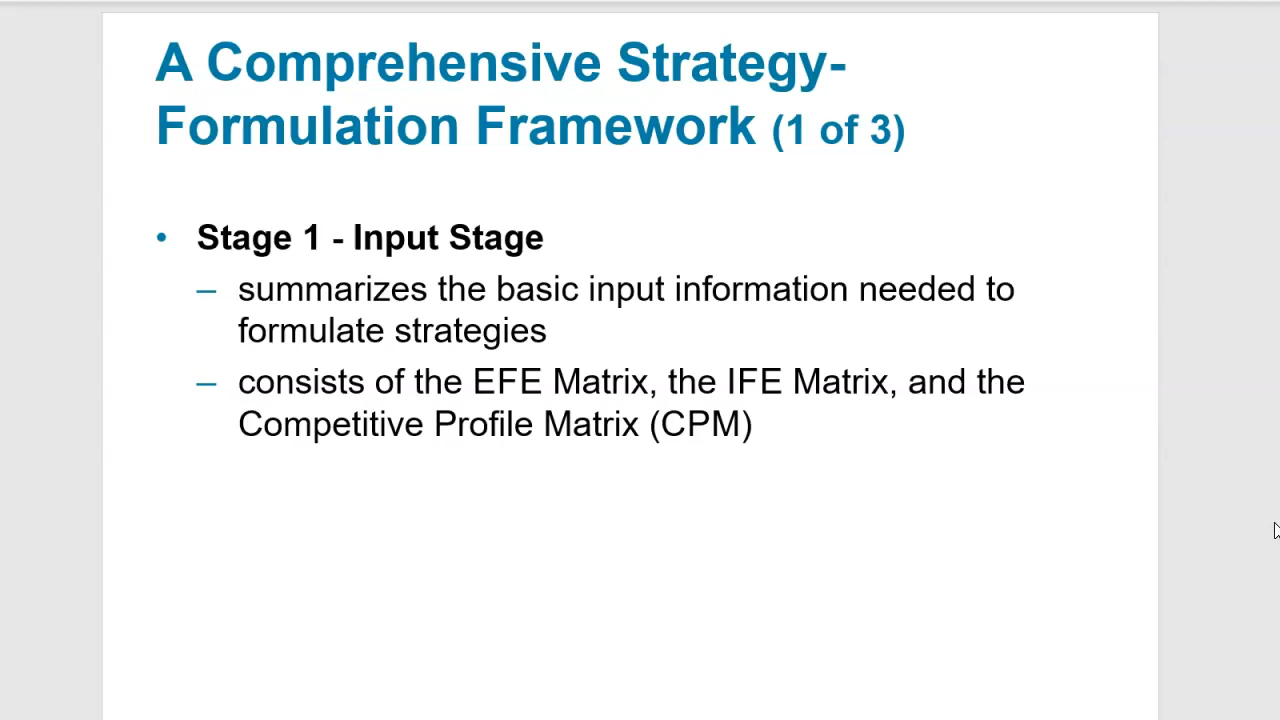 A Comprehensive Strategy-
Formulation Framework (1 of 3)
• Stage 1 - Input Stage
– summarizes the basic input information needed to
formulate strategies
– consists of the EFE Matrix, the IFE Matrix, and the
Competitive Profile Matrix (CPM)